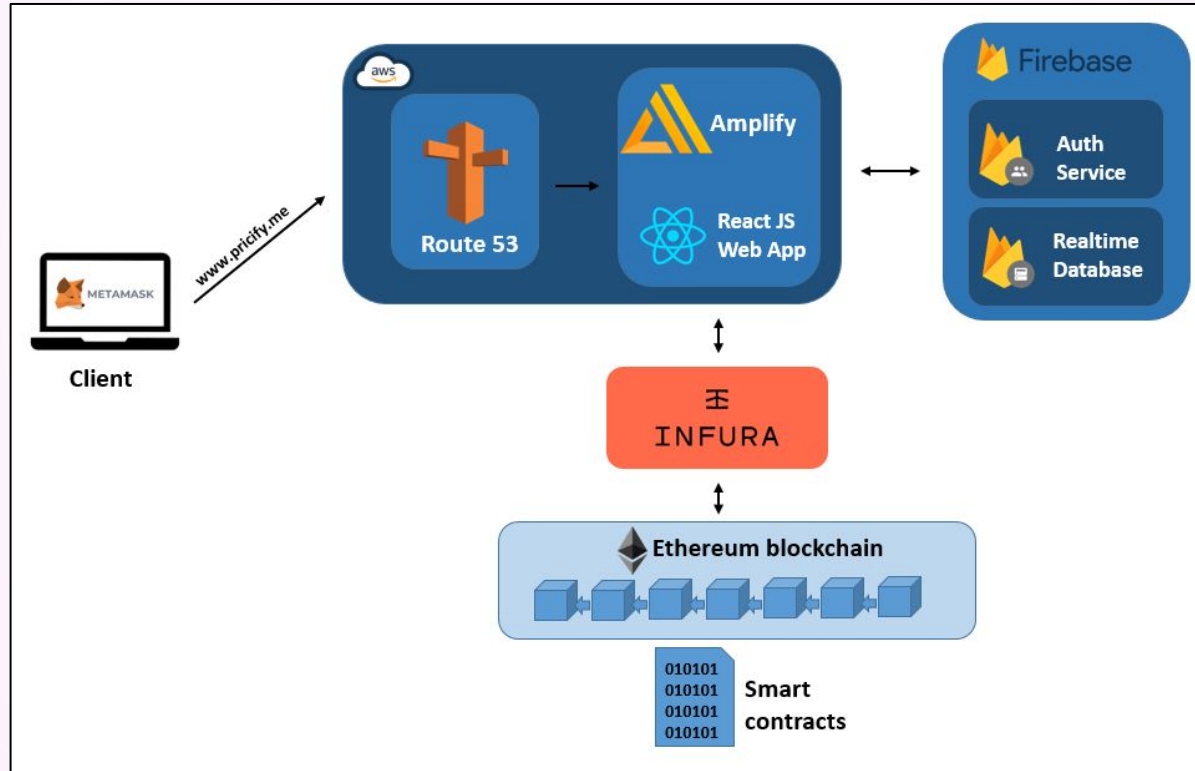 aws
Route 53
Amplify
React JS
Web App
Firebase
Auth
Service
Realtime
Database
www.pricify.me
METAMASK
Client
INFURA
Ethereum blockchain
010101
010101
010101
010101
Smart
contracts